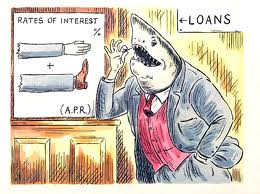 RATES OF INTEREST
%
+
(A.P.R)
←LOANS